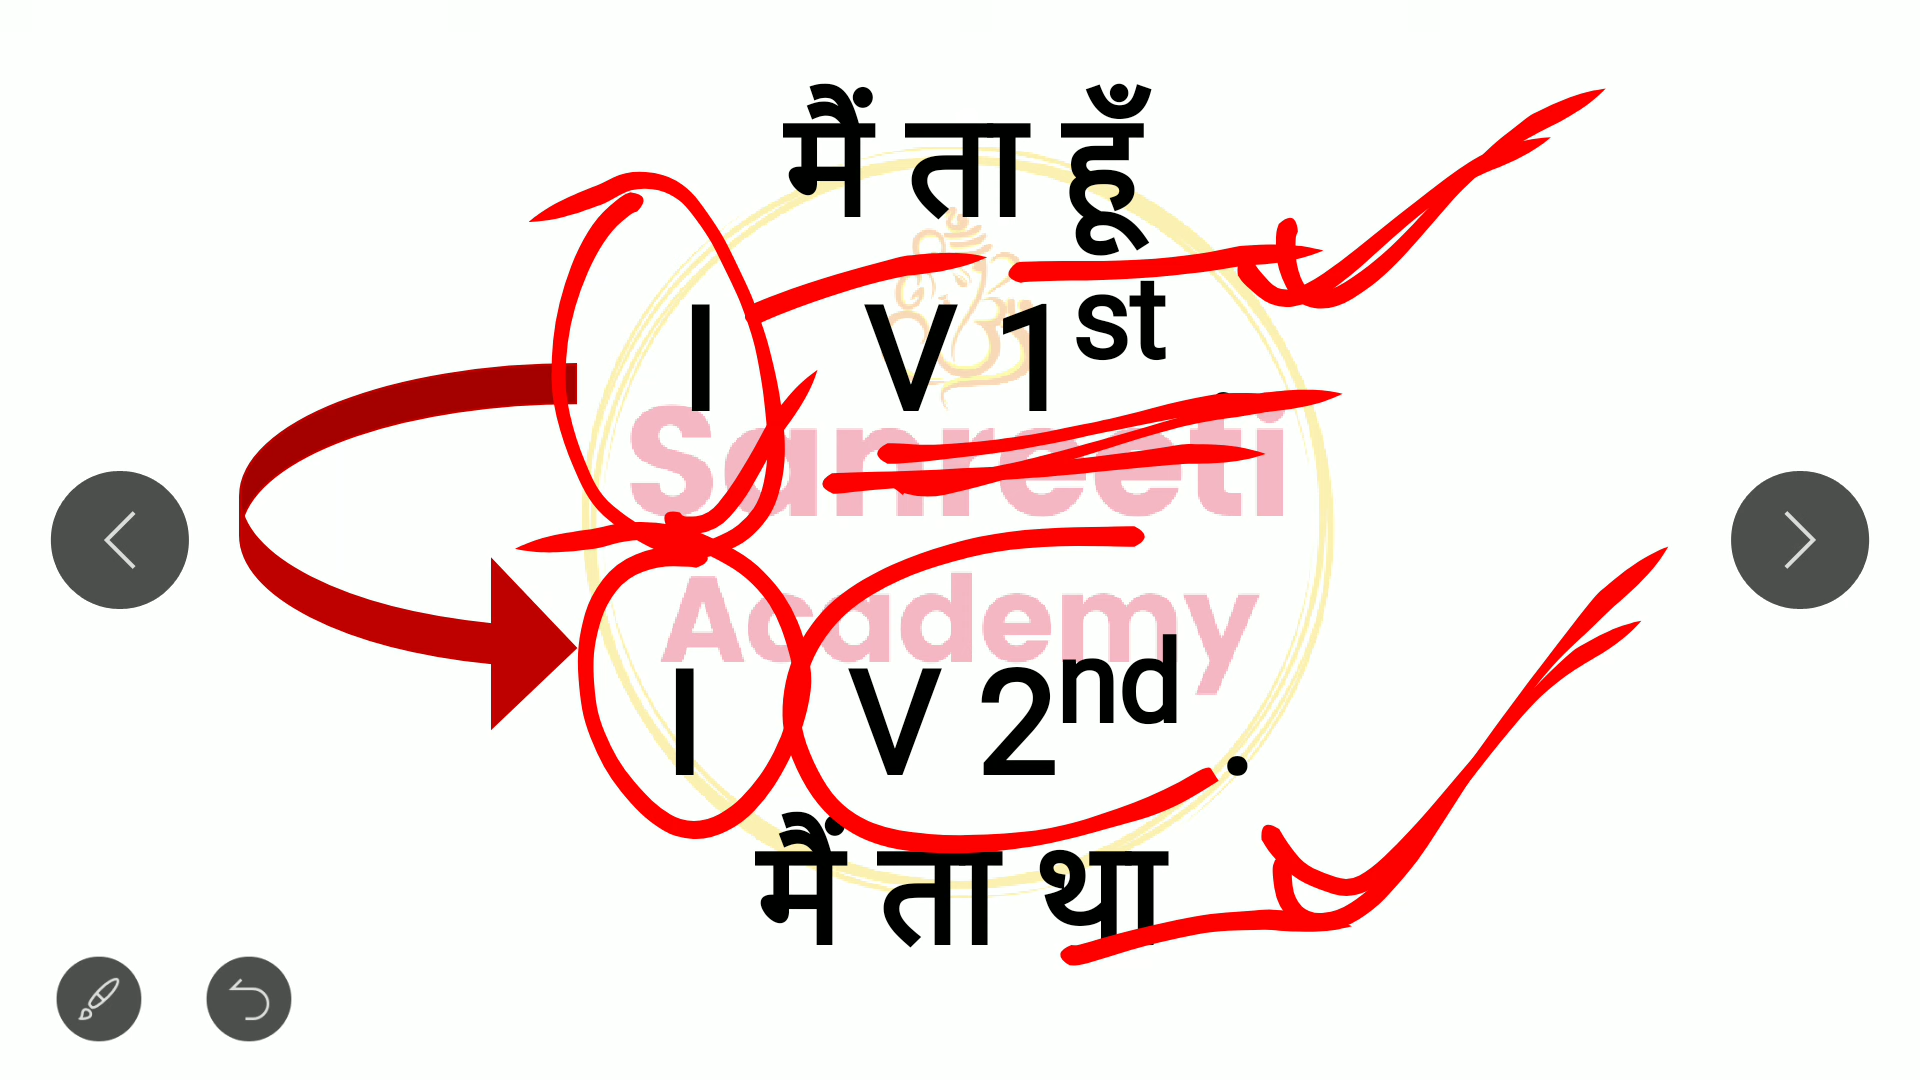 मैं ता हूँ
I V 1st .
Sanreeti
Academy
I V 2nd .
मैं ता था